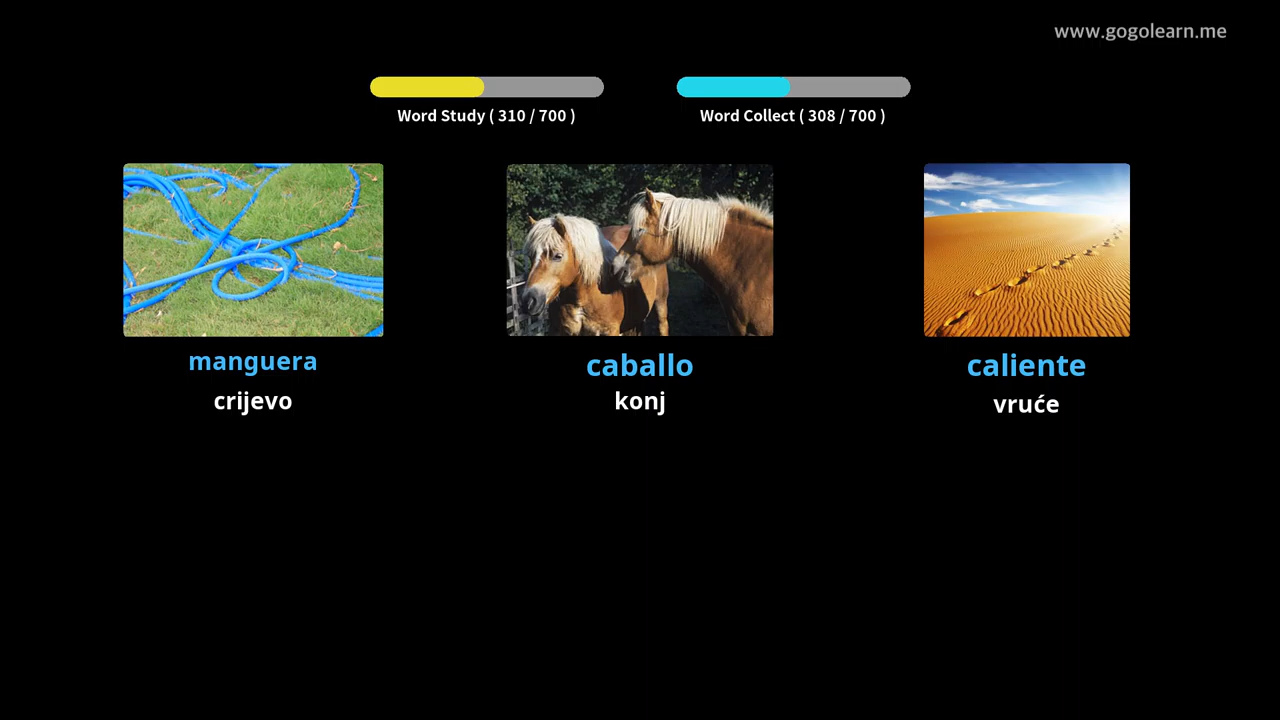 www.gogolearn.me
Word Study ( 310 / 700 )
Word Collect ( 308 / 700 )
manguera
crijevo
caballo
konj
caliente
vruće